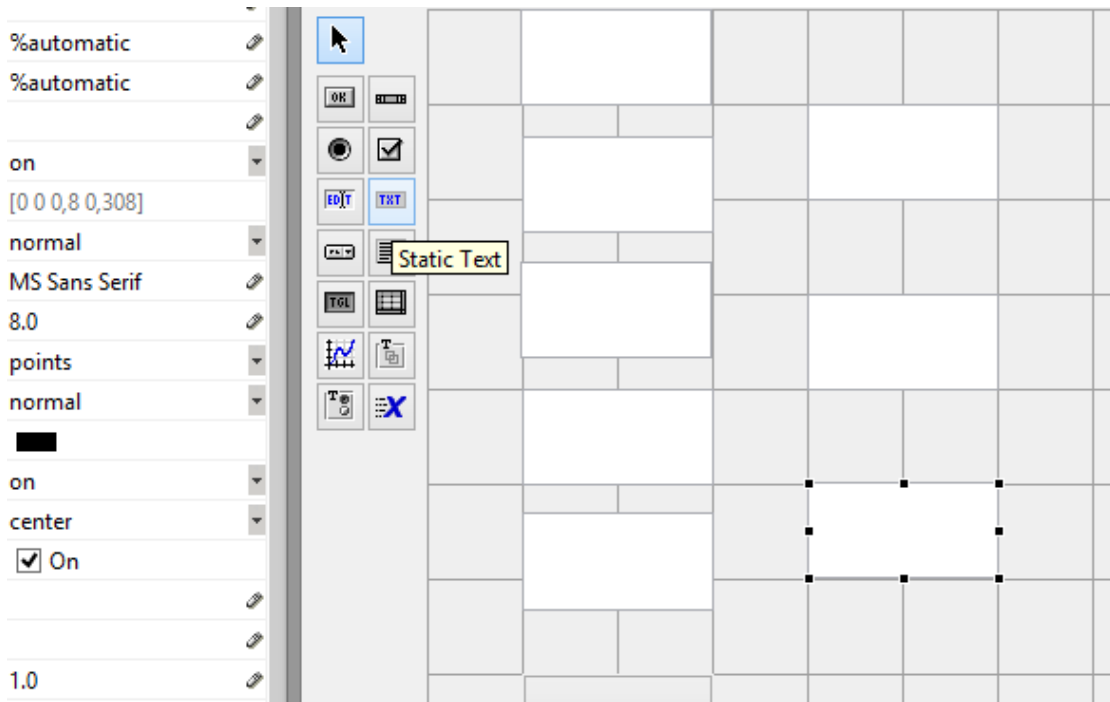 %automatic
%automatic
on
[0 0 0,8 0,308]
normal
MS Sans Serif
8.0
points
normal
on
center
On
1.0
OK
EDIT
TXT
Static Text
TGL
T
T
X